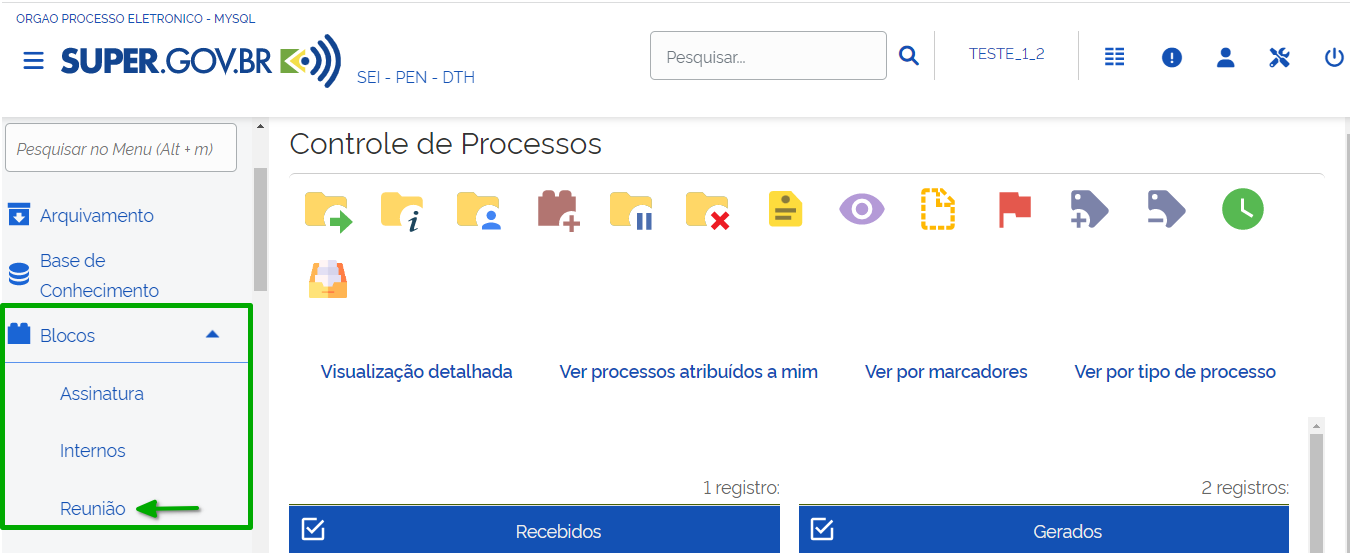 ORGAO PROCESSO ELETRONICO - MYSQL
SUPER.GOV.BR
SEI - PEN - DTH
Pesquisar...
TESTE_1_2
Pesquisar no Menu (Alt + m)
Arquivamento
Base de
Conhecimento
Blocos
Assinatura
Internos
Reunião
Controle de Processos
Visualização detalhada Ver processos atribuídos a mim Ver por marcadores Ver por tipo de processo
1 registro: 2 registros:
Recebidos Gerados